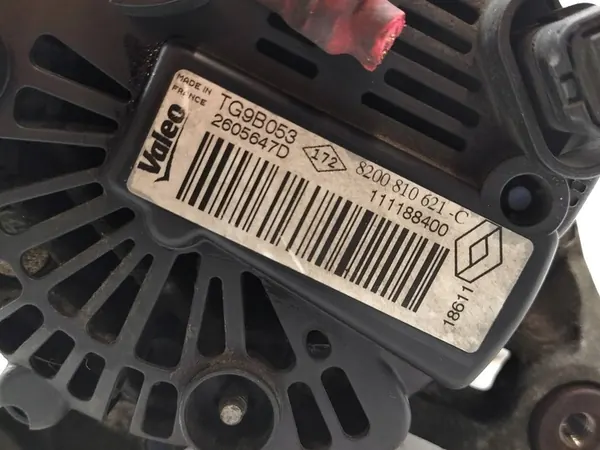 MADE IN
FRANCE
Valeo
TG9B053
2605647D
172
8200 810 621-C
111188400
18611